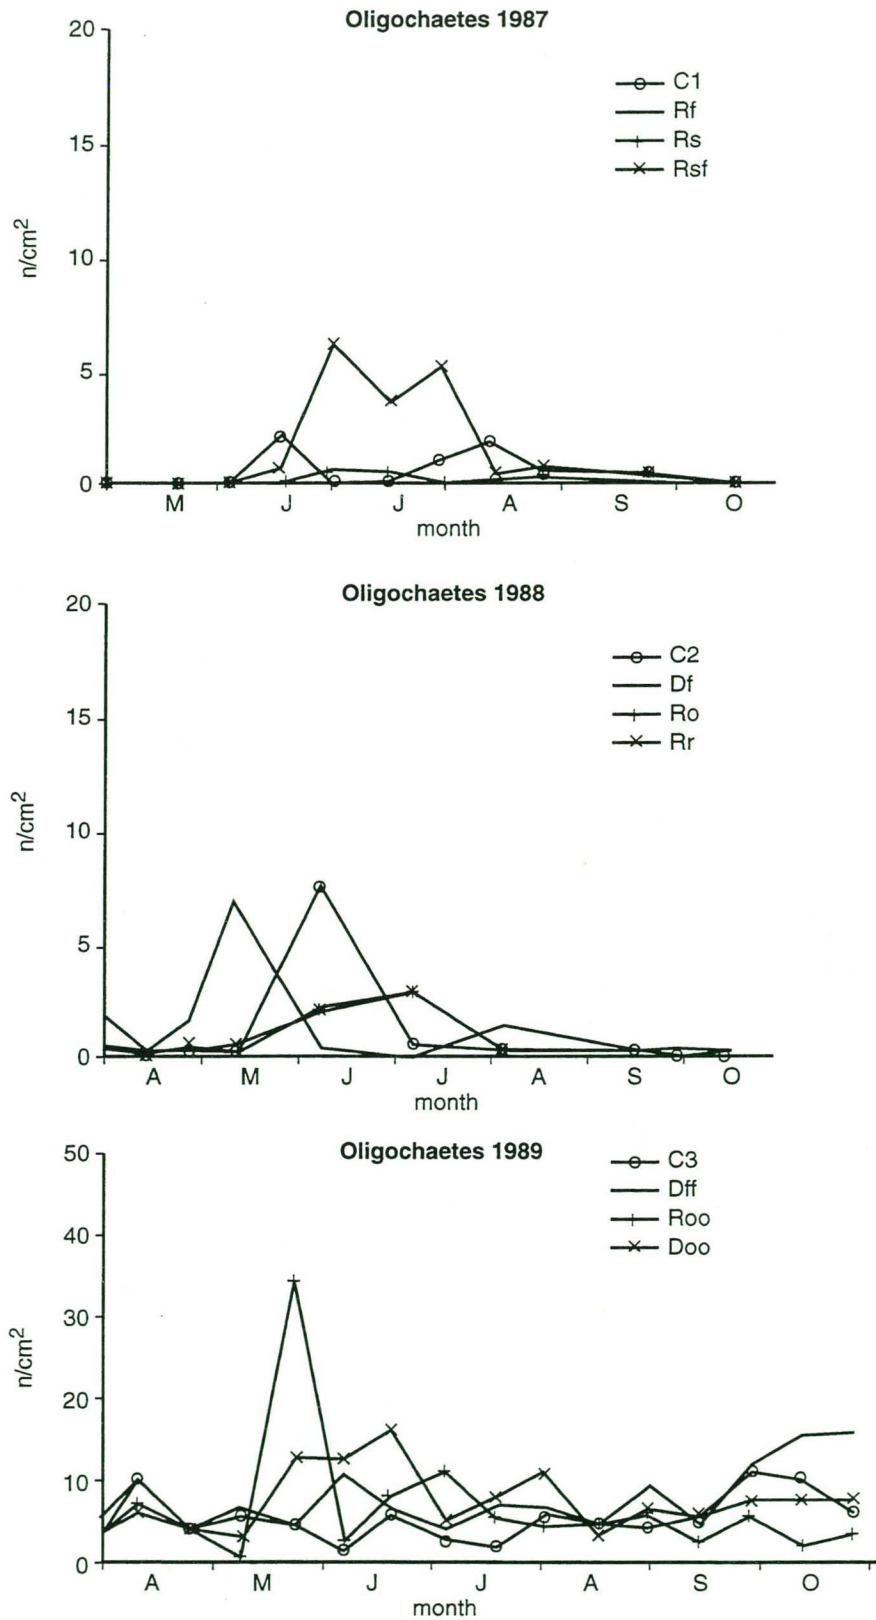 Oligochaetes 1987
20
15
10
5
0
n/cm²
C1
Rf
Rs
Rsf
M J J A S O
month
Oligochaetes 1988
20
15
10
5
0
n/cm²
C2
Df
Ro
Rr
A M J J A S O
month
Oligochaetes 1989
50
40
30
20
10
0
n/cm²
C3
Dff
Roo
Doo
A M J J A S O
month